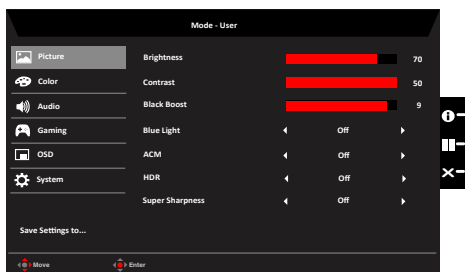 Mode - User
Picture
Color
Audio
Gaming
OSD
System
Save Settings to...
Brightness 70
Contrast 50
Black Boost 9
Blue Light Off
ACM Off
HDR Off
Super Sharpness Off
Move Enter